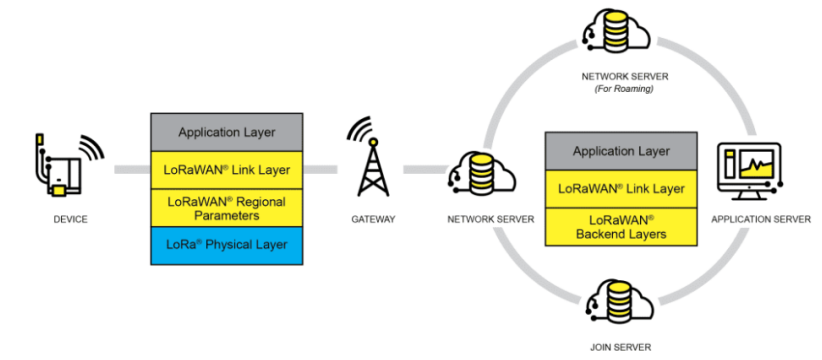 NETWORK SERVER
(For Roaming)
Application Layer
LoRaWAN® Link Layer
LoRaWAN® Regional
Parameters
LoRa® Physical Layer
Application Layer
LoRaWAN® Link Layer
LoRaWAN®
Backend Layers
DEVICE
GATEWAY
NETWORK SERVER
APPLICATION SERVER
JOIN SERVER